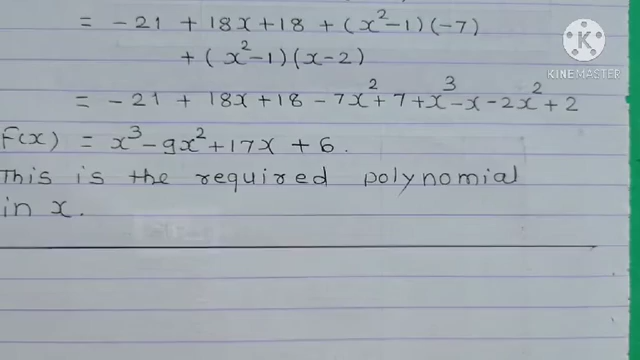 = -21 + 18x + 18 + (x²-1)(-7)
+ (x²-1)(x-2)
= -21 + 18x + 18 - 7x² + 7 + x³ - x - 2x² + 2
F(x) = x³ - 9x² + 17x + 6.
This is the required polynomial
in x.
KINEMASTER